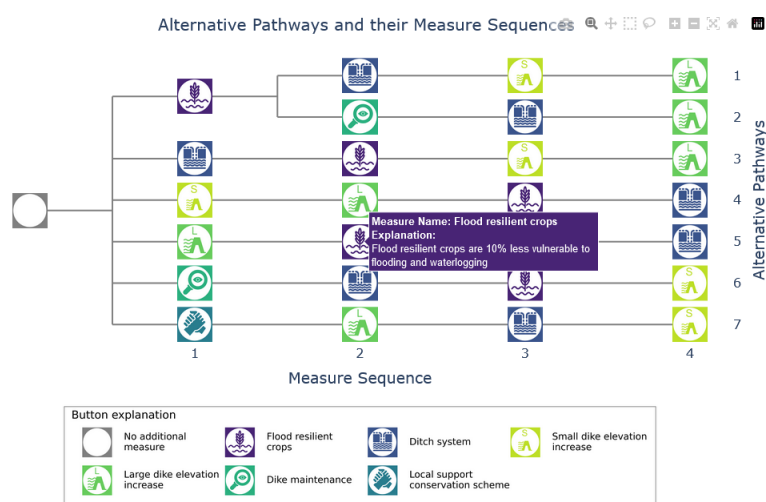 Alternative Pathways and their Measure Sequences
S
L
1
L
2
S
L
3
S
L
4
L
5
S
6
L
S
7
Measure Name: Flood resilient crops
Explanation:
Flood resilient crops are 10% less vulnerable to
flooding and waterlogging
Alternative Pathways
1
2
3
4
Measure Sequence
Button explanation
No additional
measure
Flood resilient
crops
Ditch system
S
Small dike elevation
increase
L
Large dike elevation
increase
Dike maintenance
Local support
conservation scheme